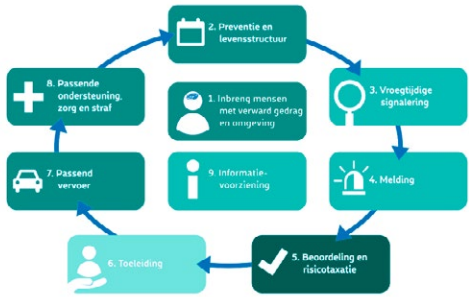 2. Preventie en
levensstructuur
8. Passende
ondersteuning,
zorg en straf
1. Inbreng mensen
met verward gedrag
en omgeving
3. Vroegtijdige
signalering
7. Passend
vervoer
9. Informatie-
voorziening
4. Melding
6. Toeleiding
5. Beoordeling en
risicotaxatie